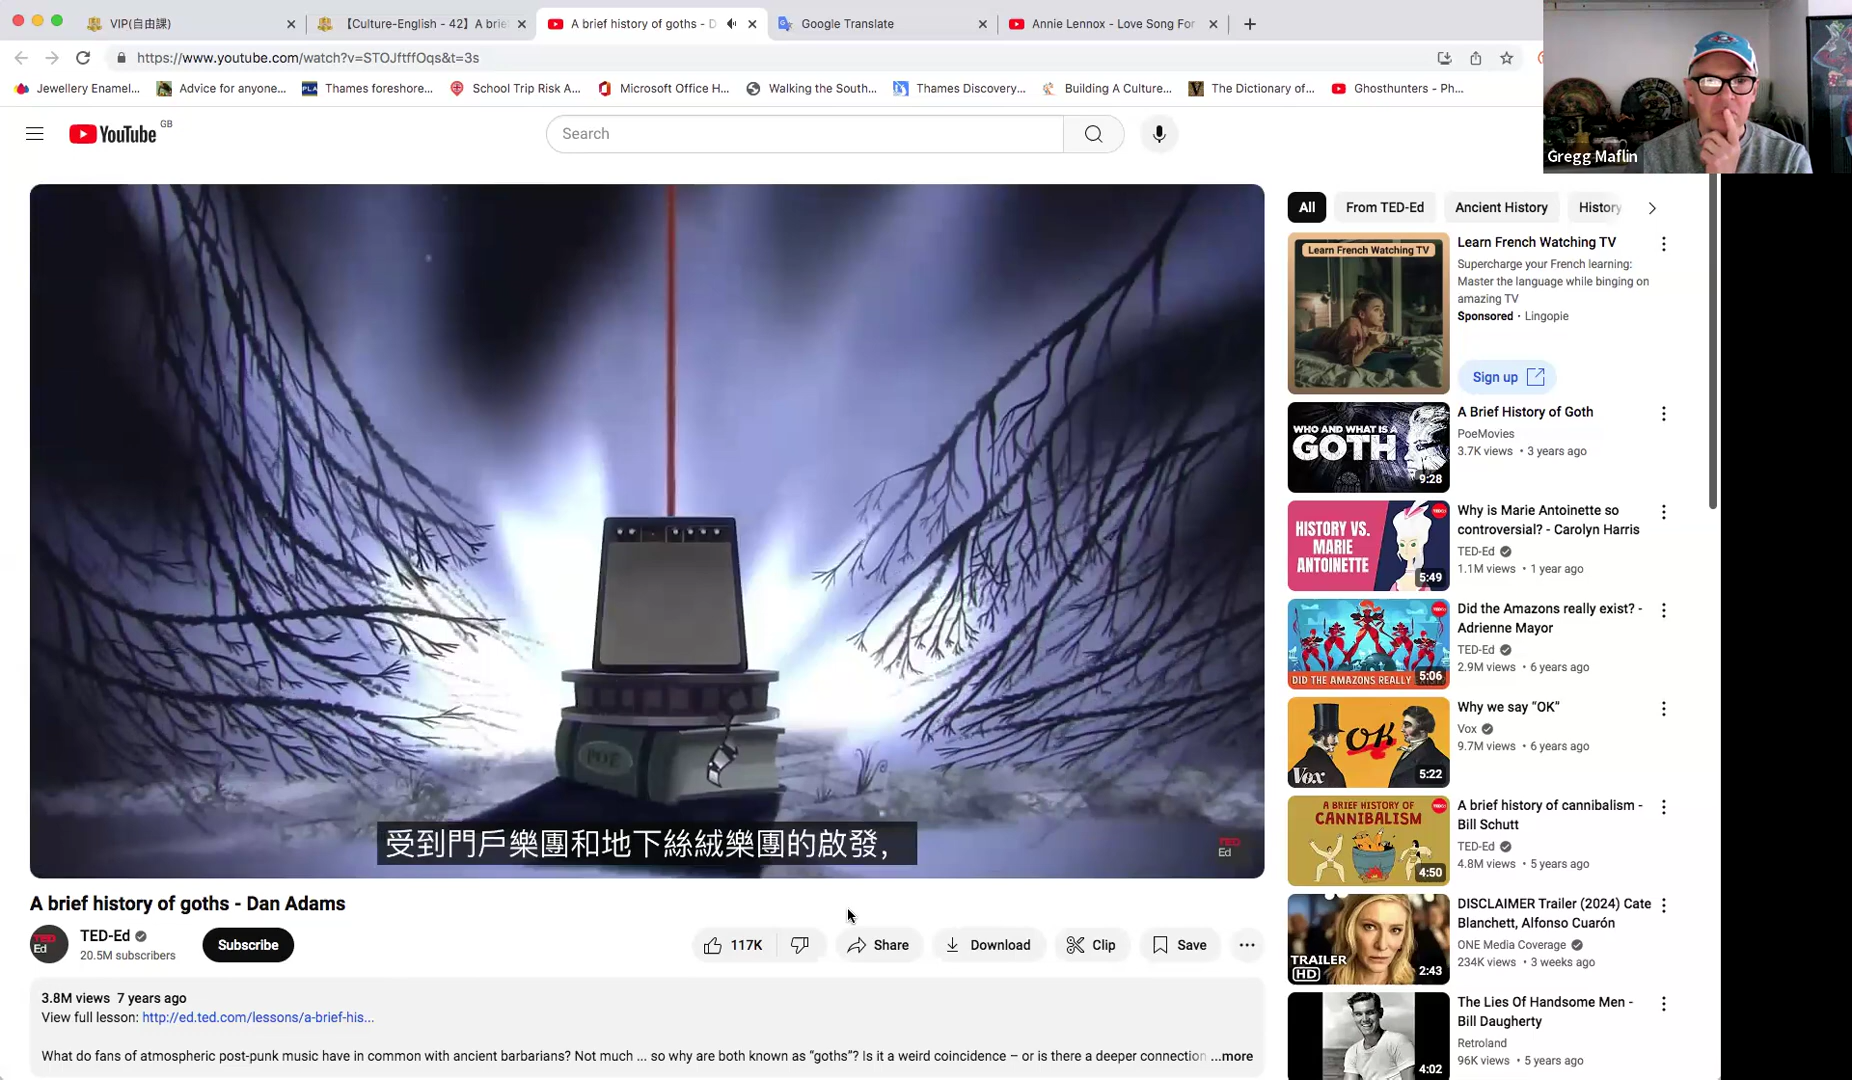 VIP(自由課)
【Culture-English - 42】A brie
A brief history of goths - D
Google Translate
Annie Lennox - Love Song For
https://www.youtube.com/watch?v=STOJftffOqs&t=3s
Jewellery Enamel...
Advice for anyone...
PLA Thames foreshore...
School Trip Risk A...
Microsoft Office H...
Walking the South...
Thames Discovery...
Building A Culture...
The Dictionary of...
Ghosthunters - Ph...
Gregg Maflin
YouTube GB
Search
POE
受到門戶樂團和地下絲絨樂團的啟發,
TED
Ed
A brief history of goths - Dan Adams
TED
Ed
TED-Ed
20.5M subscribers
Subscribe
117K
Share
Download
Clip
Save
3.8M views 7 years ago
View full lesson: http://ed.ted.com/lessons/a-brief-his...
What do fans of atmospheric post-punk music have in common with ancient barbarians? Not much ... so why are both known as “goths”? Is it a weird coincidence – or is there a deeper connection ...more
All
From TED-Ed
Ancient History
History
Learn French Watching TV
Learn French Watching TV
Supercharge your French learning:
Master the language while binging on
amazing TV
Sponsored · Lingopie
Sign up
WHO AND WHAT IS A
GOTH
9:28
A Brief History of Goth
PoeMovies
3.7K views • 3 years ago
HISTORY VS.
MARIE
ANTOINETTE
5:49
Why is Marie Antoinette so
controversial? - Carolyn Harris
TED-Ed
1.1M views • 1 year ago
DID THE AMAZONS REALLY
5:06
Did the Amazons really exist? -
Adrienne Mayor
TED-Ed
2.9M views • 6 years ago
OK
Vox
5:22
Why we say “OK”
Vox
9.7M views • 6 years ago
A BRIEF HISTORY OF
CANNIBALISM
4:50
A brief history of cannibalism -
Bill Schutt
TED-Ed
4.8M views • 5 years ago
TRAILER
HD
2:43
DISCLAIMER Trailer (2024) Cate
Blanchett, Alfonso Cuarón
ONE Media Coverage
234K views • 3 weeks ago
4:02
The Lies Of Handsome Men -
Bill Daugherty
Retroland
96K views • 5 years ago